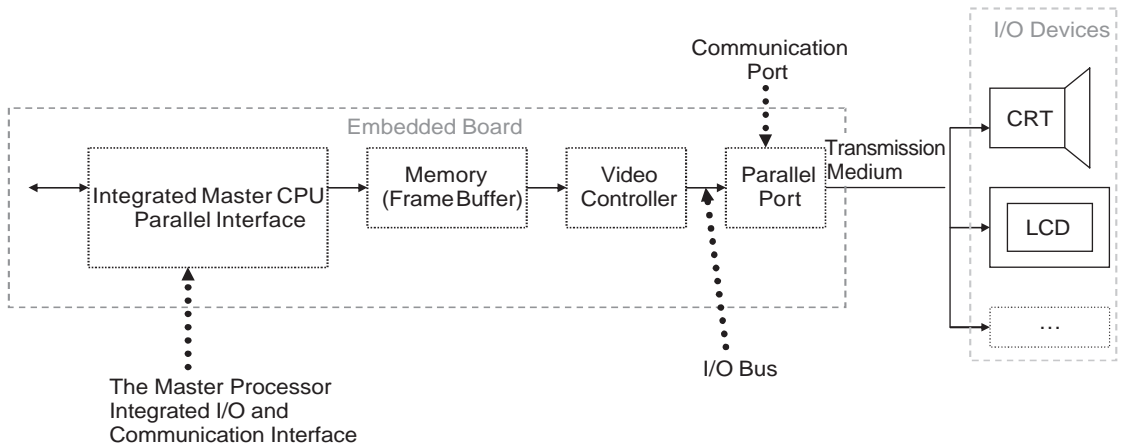 I/O Devices
Communication
Port
CRT
Embedded Board
Transmission
Medium
Integrated Master CPU
Parallel Interface
Memory
(Frame Buffer)
Video
Controller
Parallel
Port
LCD
...
I/O Bus
The Master Processor
Integrated I/O and
Communication Interface